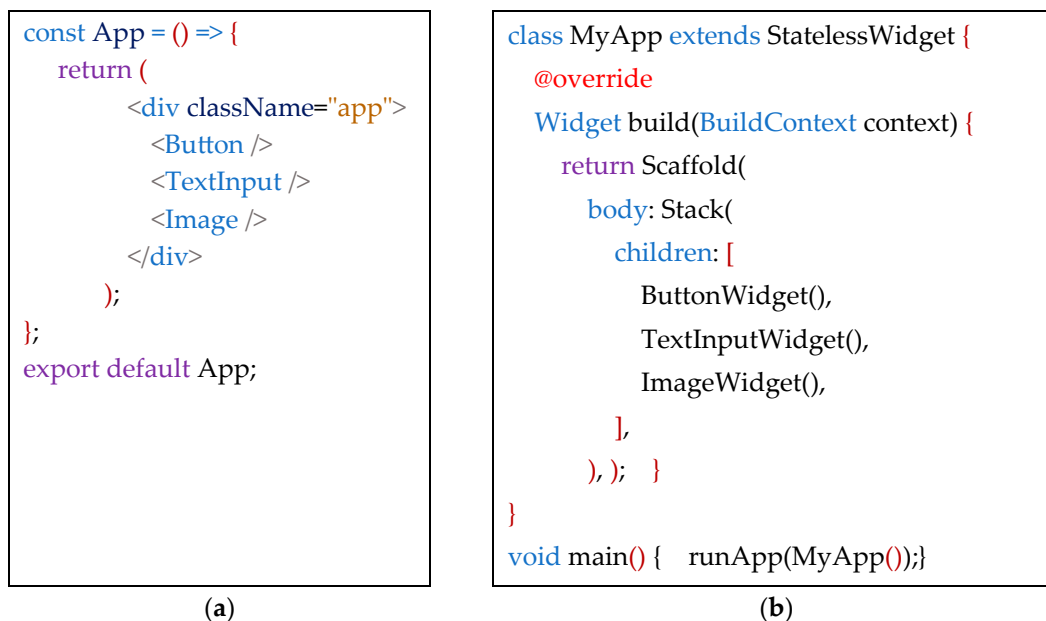 const App = () => {
return (
<div className="app">
<Button />
<TextInput />
<Image />
</div>
);
};
export default App;
(a)
class MyApp extends StatelessWidget {
@override
Widget build(BuildContext context) {
return Scaffold(
body: Stack(
children: [
ButtonWidget(),
TextInputWidget(),
ImageWidget(),
],
), ); }
}
void main() { runApp(MyApp());}
(b)